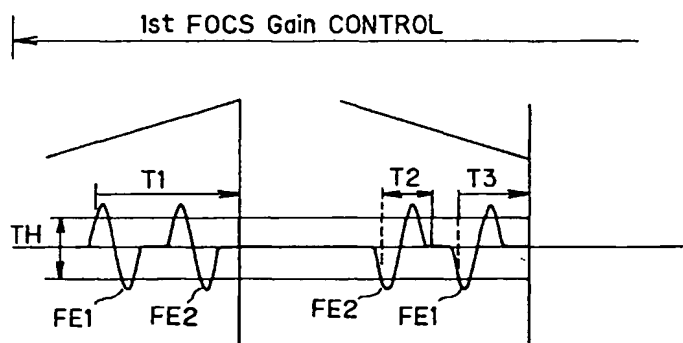 1st FOCS Gain CONTROL
T1
T2
T3
TH
FE1
FE2
FE2
FE1